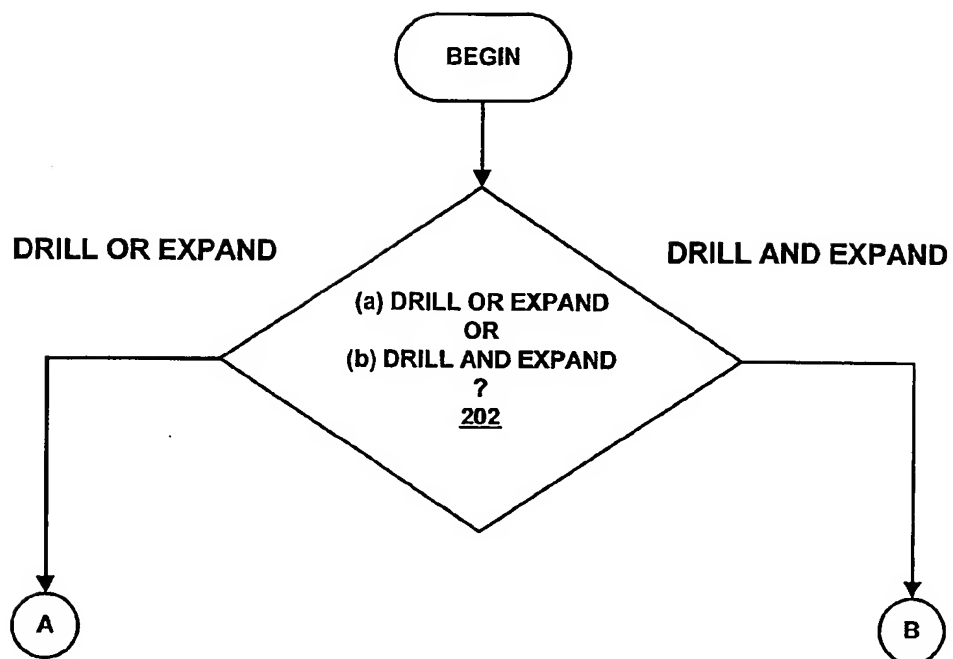 BEGIN
DRILL OR EXPAND
DRILL AND EXPAND
(a) DRILL OR EXPAND
OR
(b) DRILL AND EXPAND
?
202
A
B